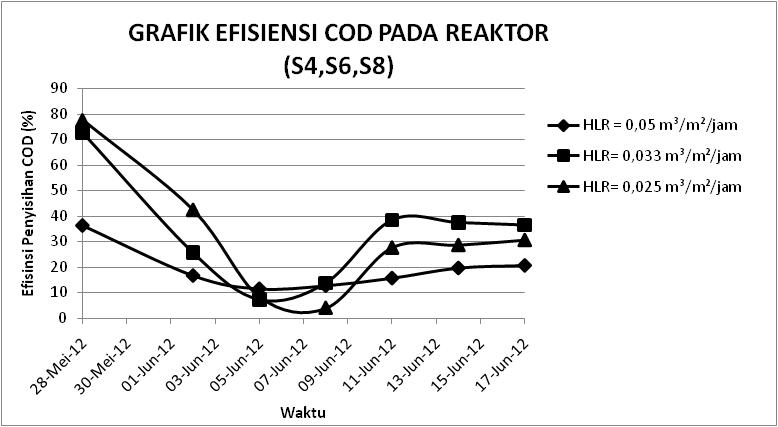 GRAFIK EFISIENSI COD PADA REAKTOR
(S4,S6,S8)
Efisinsi Penyisihan COD (%)
90
80
70
60
50
40
30
20
10
0
28-Mei-12
30-Mei-12
01-Jun-12
03-Jun-12
05-Jun-12
07-Jun-12
09-Jun-12
11-Jun-12
13-Jun-12
15-Jun-12
17-Jun-12
Waktu
HLR = 0,05 m³/m²/jam
HLR= 0,033 m³/m²/jam
HLR= 0,025 m³/m²/jam